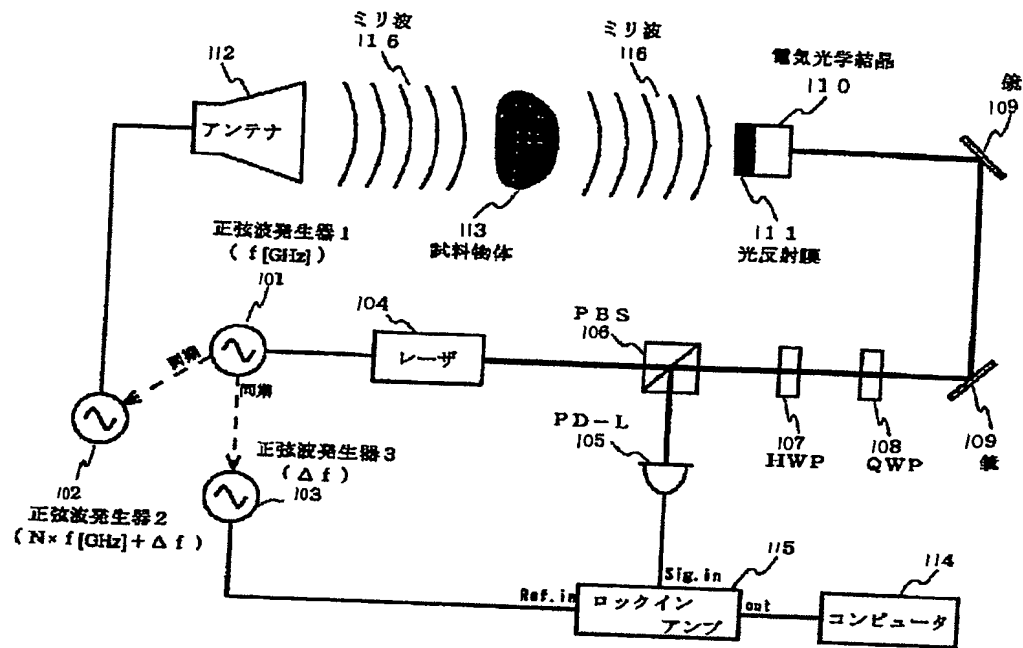 ミリ波
116
ミリ波
116
電気光学結晶
110
鏡
109
112
アンテナ
113
試料物体
111
光反射膜
正弦波発生器1
( f[GHz] )
101
104
レーザ
PBS
106
同期
同期
PD-L
105
107
HWP
108
QWP
109
鏡
正弦波発生器3
( Δf )
103
102
正弦波発生器2
( N×f[GHz]+Δf )
Sig.in
115
114
Ref.in
ロックイン
アンプ
out
コンピュータ